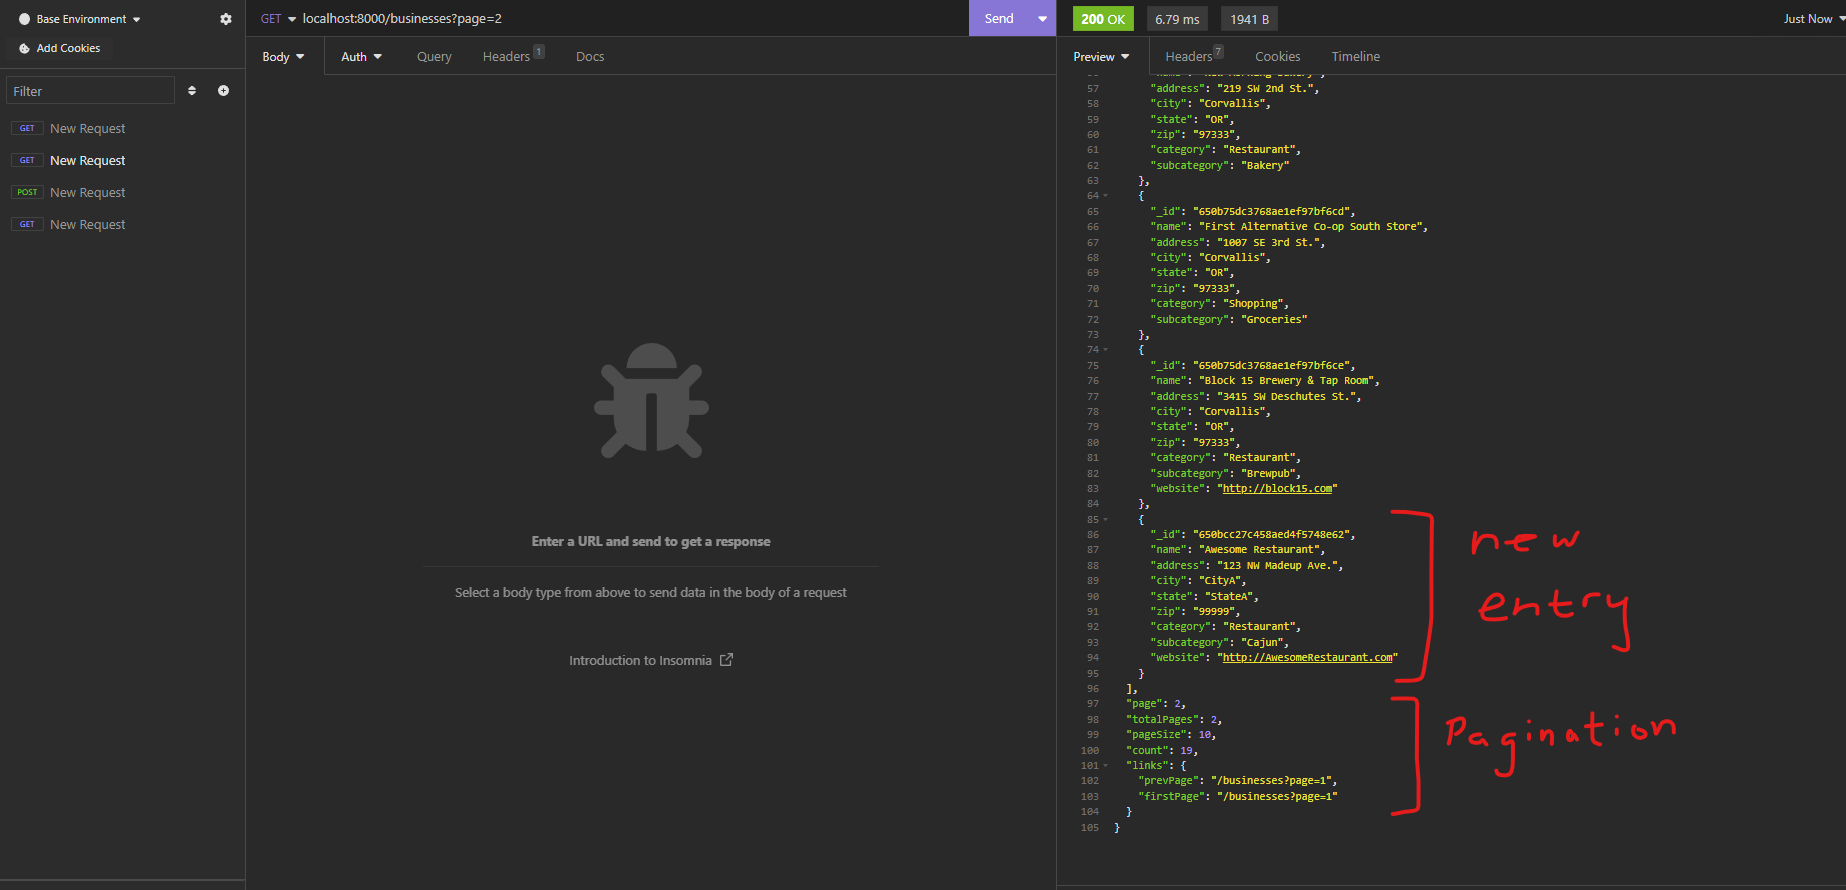 Base Environment
Add Cookies
Filter
GET New Request
GET New Request
POST New Request
GET New Request
GET localhost:8000/businesses?page=2
Send
Body
Auth
Query
Headers 1
Docs
Enter a URL and send to get a response
Select a body type from above to send data in the body of a request
Introduction to Insomnia
200 OK
6.79 ms
1941 B
Just Now
Preview
Headers 7
Cookies
Timeline
57 "address": "219 SW 2nd St.",
58 "city": "Corvallis",
59 "state": "OR",
60 "zip": "97333",
61 "category": "Restaurant",
62 "subcategory": "Bakery"
63 },
64 {
65 "_id": "650b75dc3768ae1ef97bf6cd",
66 "name": "First Alternative Co-op South Store",
67 "address": "1007 SE 3rd St.",
68 "city": "Corvallis",
69 "state": "OR",
70 "zip": "97333",
71 "category": "Shopping",
72 "subcategory": "Groceries"
73 },
74 {
75 "_id": "650b75dc3768ae1ef97bf6ce",
76 "name": "Block 15 Brewery & Tap Room",
77 "address": "3415 SW Deschutes St.",
78 "city": "Corvallis",
79 "state": "OR",
80 "zip": "97333",
81 "category": "Restaurant",
82 "subcategory": "Brewpub",
83 "website": "http://block15.com"
84 },
85 {
86 "_id": "650bcc27c458aed4f5748e62",
87 "name": "Awesome Restaurant",
88 "address": "123 NW Madeup Ave.",
89 "city": "CityA",
90 "state": "StateA",
91 "zip": "99999",
92 "category": "Restaurant",
93 "subcategory": "Cajun",
94 "website": "http://AwesomeRestaurant.com"
95 }
96 ],
97 "page": 2,
98 "totalPages": 2,
99 "pageSize": 10,
100 "count": 19,
101 "links": {
102 "prevPage": "/businesses?page=1",
103 "firstPage": "/businesses?page=1"
104 }
105 }
new
entry
Pagination